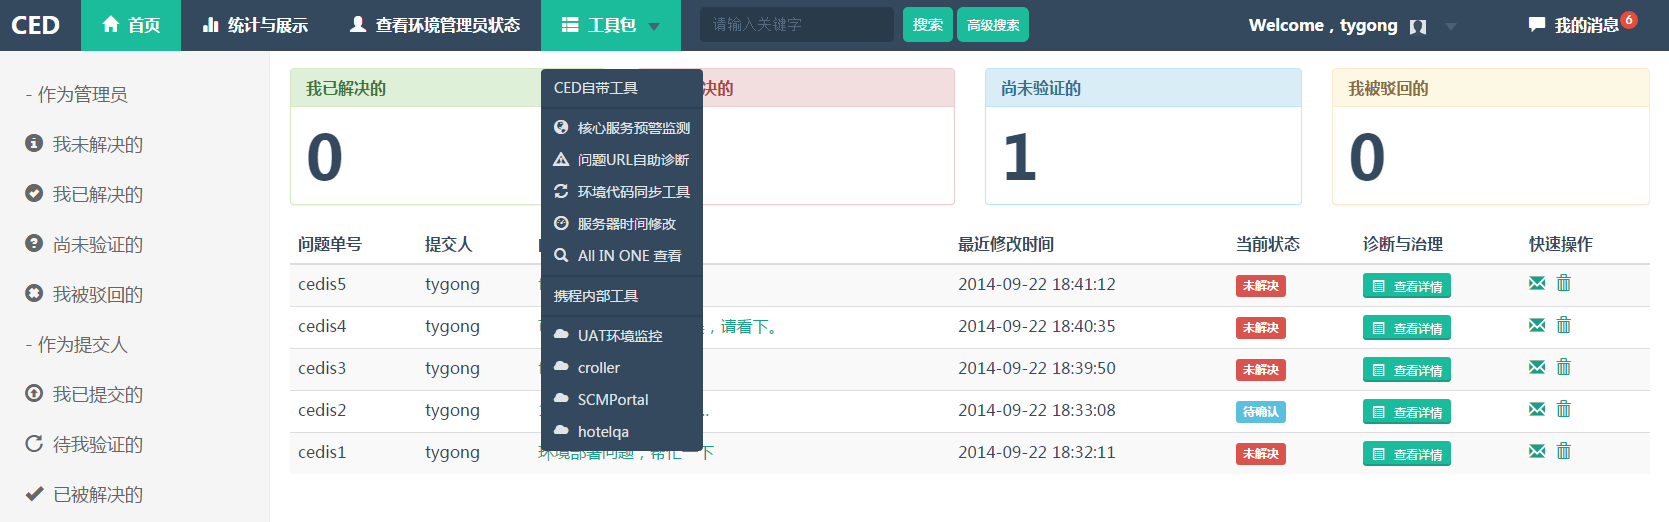 CED 首页 统计与展示 查看环境管理员状态 工具包 请输入关键字 搜索 高级搜索 Welcome , tygong 我的消息 6
- 作为管理员
我未解决的
我已解决的
尚未验证的
我被驳回的
- 作为提交人
我已提交的
待我验证的
已被解决的
我已解决的 决的 尚未验证的 我被驳回的
0 1 0
CED自带工具
核心服务预警监测
问题URL自助诊断
环境代码同步工具
服务器时间修改
All IN ONE 查看
携程内部工具
UAT环境监控
croller
SCMPortal
hotelqa
问题单号 提交人 最近修改时间 当前状态 诊断与治理 快速操作
cedis5 tygong 2014-09-22 18:41:12 未解决 查看详情
cedis4 tygong ，请看下。 2014-09-22 18:40:35 未解决 查看详情
cedis3 tygong 2014-09-22 18:39:50 未解决 查看详情
cedis2 tygong .. 2014-09-22 18:33:08 待确认 查看详情
cedis1 tygong 环境部署问题，帮忙一下 2014-09-22 18:32:11 未解决 查看详情